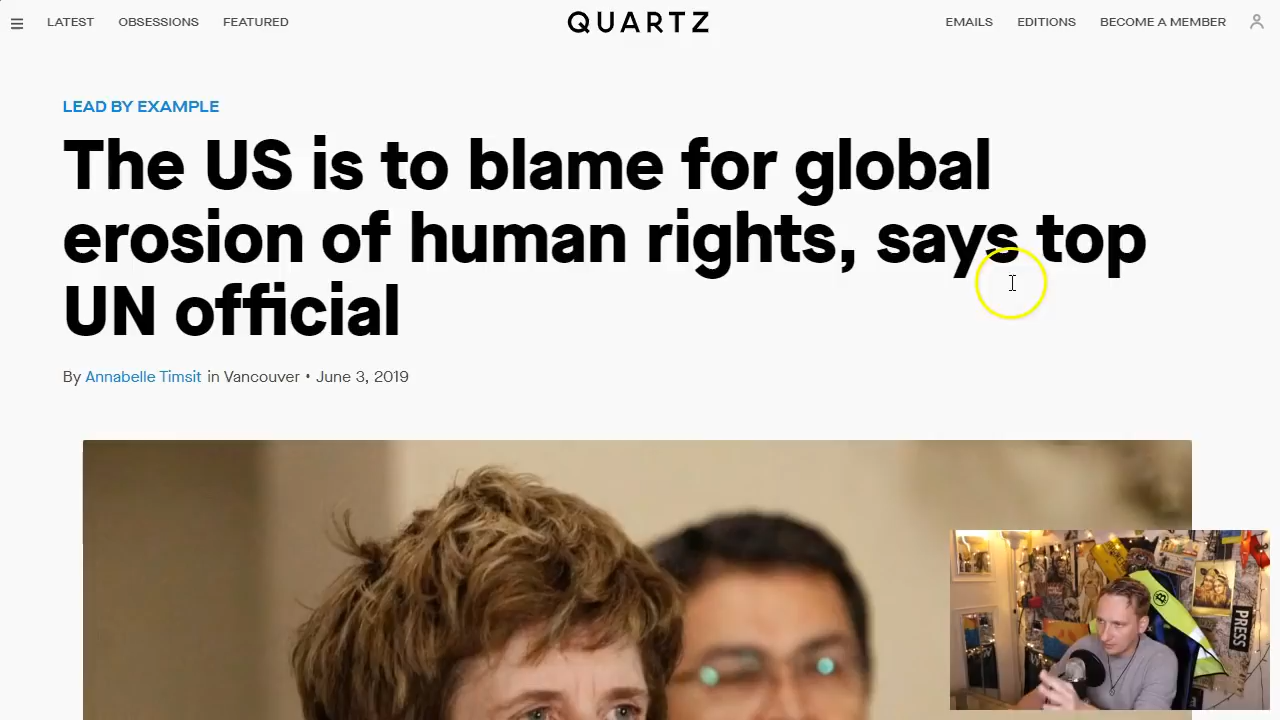 LATEST OBSESSIONS FEATURED QUARTZ EMAILS EDITIONS BECOME A MEMBER
LEAD BY EXAMPLE
The US is to blame for global
erosion of human rights, says top
UN official
By Annabelle Timsit in Vancouver • June 3, 2019
PRESS